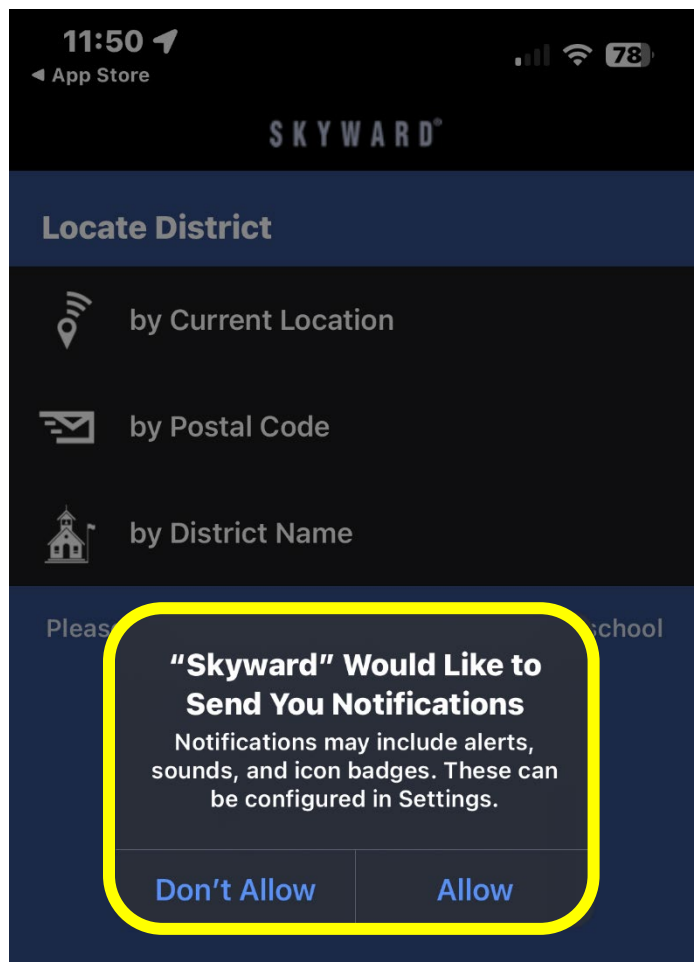 11:50
◀ App Store
78
SKYWARD®
Locate District
by Current Location
by Postal Code
by District Name
school
“Skyward” Would Like to
Send You Notifications
Notifications may include alerts,
sounds, and icon badges. These can
be configured in Settings.
Don’t Allow
Allow